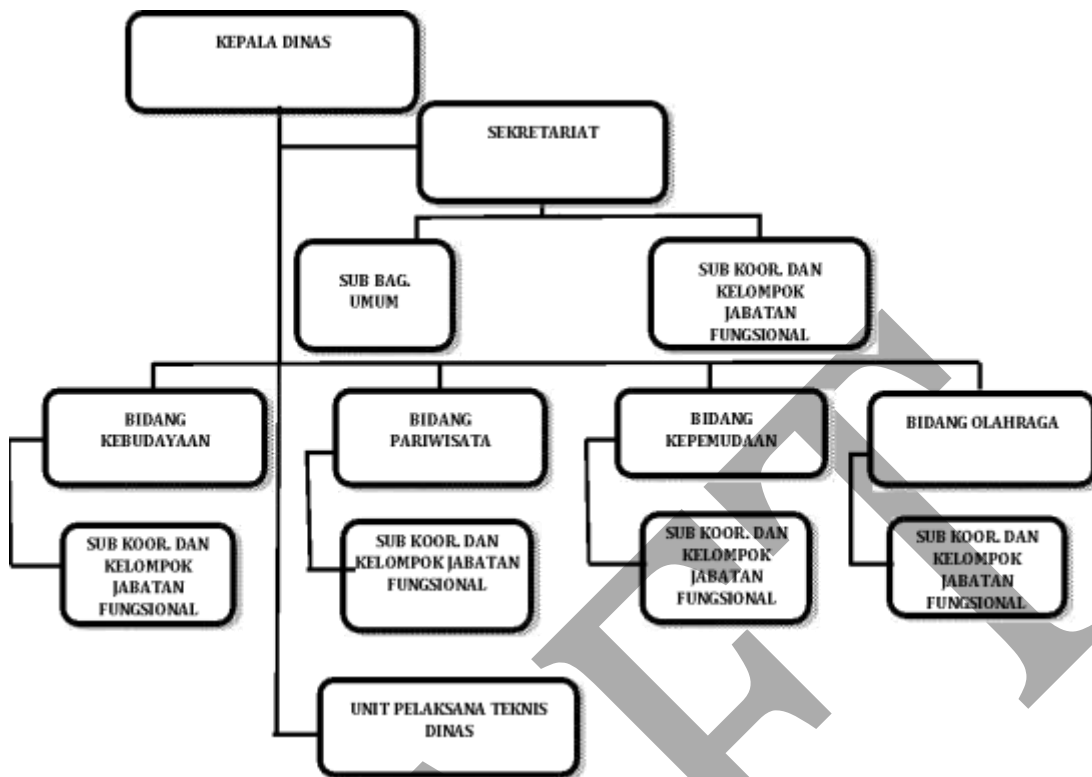 KEPALA DINAS
SEKRETARIAT
SUB BAG.
UMUM
SUB KOOR. DAN
KELOMPOK
JABATAN
FUNGSIONAL
BIDANG
KEBUDAYAAN
BIDANG
PARIWISATA
BIDANG
KEPEMUDAAN
BIDANG OLAHRAGA
SUB KOOR. DAN
KELOMPOK
JABATAN
FUNGSIONAL
SUB KOOR. DAN
KELOMPOK JABATAN
FUNGSIONAL
SUB KOOR. DAN
KELOMPOK
JABATAN
FUNGSIONAL
SUB KOOR. DAN
KELOMPOK
JABATAN
FUNGSIONAL
UNIT PELAKSANA TEKNIS
DINAS
FT